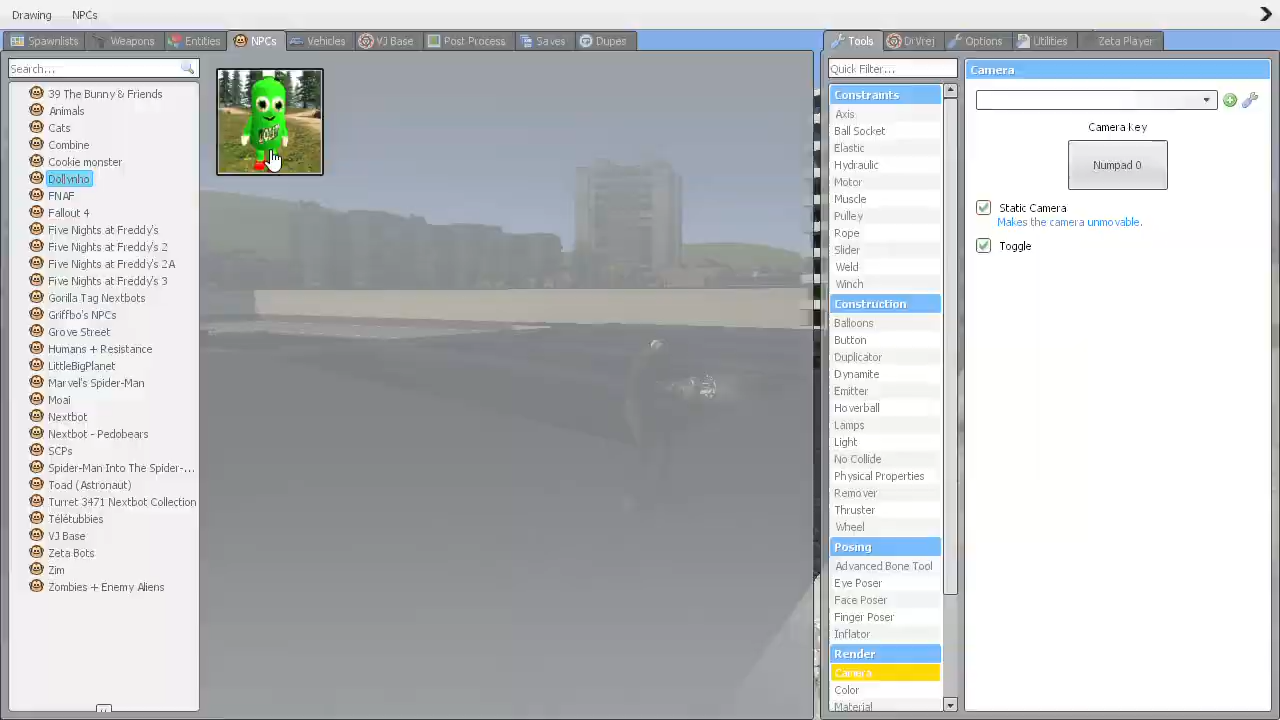 Drawing NPCs
Spawnlists Weapons Entities NPCs Vehicles VJ Base Post Process Saves Dupes
Tools DrVrej Options Utilities Zeta Player
Search...
39 The Bunny & Friends
Animals
Cats
Combine
Cookie monster
Dollynho
FNAF
Fallout 4
Five Nights at Freddy's
Five Nights at Freddy's 2
Five Nights at Freddy's 2A
Five Nights at Freddy's 3
Gorilla Tag Nextbots
Griffbo's NPCs
Grove Street
Humans + Resistance
LittleBigPlanet
Marvel's Spider-Man
Moai
Nextbot
Nextbot - Pedobears
SCPs
Spider-Man Into The Spider-...
Toad (Astronaut)
Turret 3471 Nextbot Collection
Télétubbies
VJ Base
Zeta Bots
Zim
Zombies + Enemy Aliens
Quick Filter...
Constraints
Axis
Ball Socket
Elastic
Hydraulic
Motor
Muscle
Pulley
Rope
Slider
Weld
Winch
Construction
Balloons
Button
Duplicator
Dynamite
Emitter
Hoverball
Lamps
Light
No Collide
Physical Properties
Remover
Thruster
Wheel
Posing
Advanced Bone Tool
Eye Poser
Face Poser
Finger Poser
Inflator
Render
Camera
Color
Material
Camera
Camera Key
Numpad 0
Static Camera
Makes the camera unmovable.
Toggle